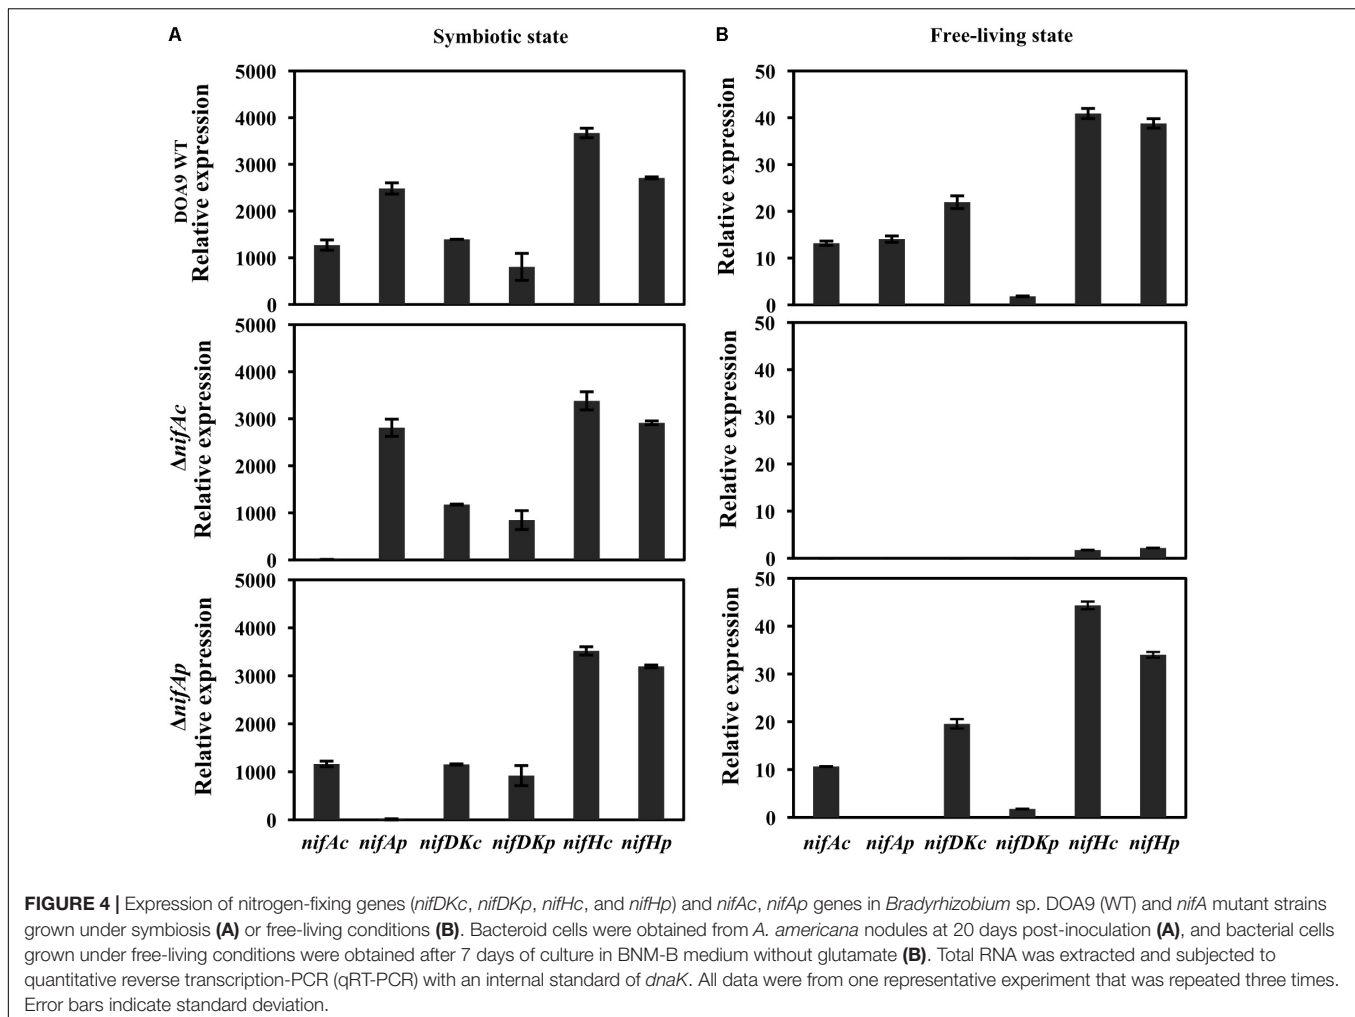 A Symbiotic state
B Free-living state
DOA9 WT
Relative expression
5000
4000
3000
2000
1000
0
Relative expression
50
40
30
20
10
0
ΔnifAc
Relative expression
5000
4000
3000
2000
1000
0
Relative expression
50
40
30
20
10
0
ΔnifAp
Relative expression
5000
4000
3000
2000
1000
0
nifAc nifAp nifDKc nifDKp nifHc nifHp
Relative expression
50
40
30
20
10
0
nifAc nifAp nifDKc nifDKp nifHc nifHp
FIGURE 4 | Expression of nitrogen-fixing genes (nifDKc, nifDKp, nifHc, and nifHp) and nifAc, nifAp genes in Bradyrhizobium sp. DOA9 (WT) and nifA mutant strains
grown under symbiosis (A) or free-living conditions (B). Bacteroid cells were obtained from A. americana nodules at 20 days post-inoculation (A), and bacterial cells
grown under free-living conditions were obtained after 7 days of culture in BNM-B medium without glutamate (B). Total RNA was extracted and subjected to
quantitative reverse transcription-PCR (qRT-PCR) with an internal standard of dnaK. All data were from one representative experiment that was repeated three times.
Error bars indicate standard deviation.